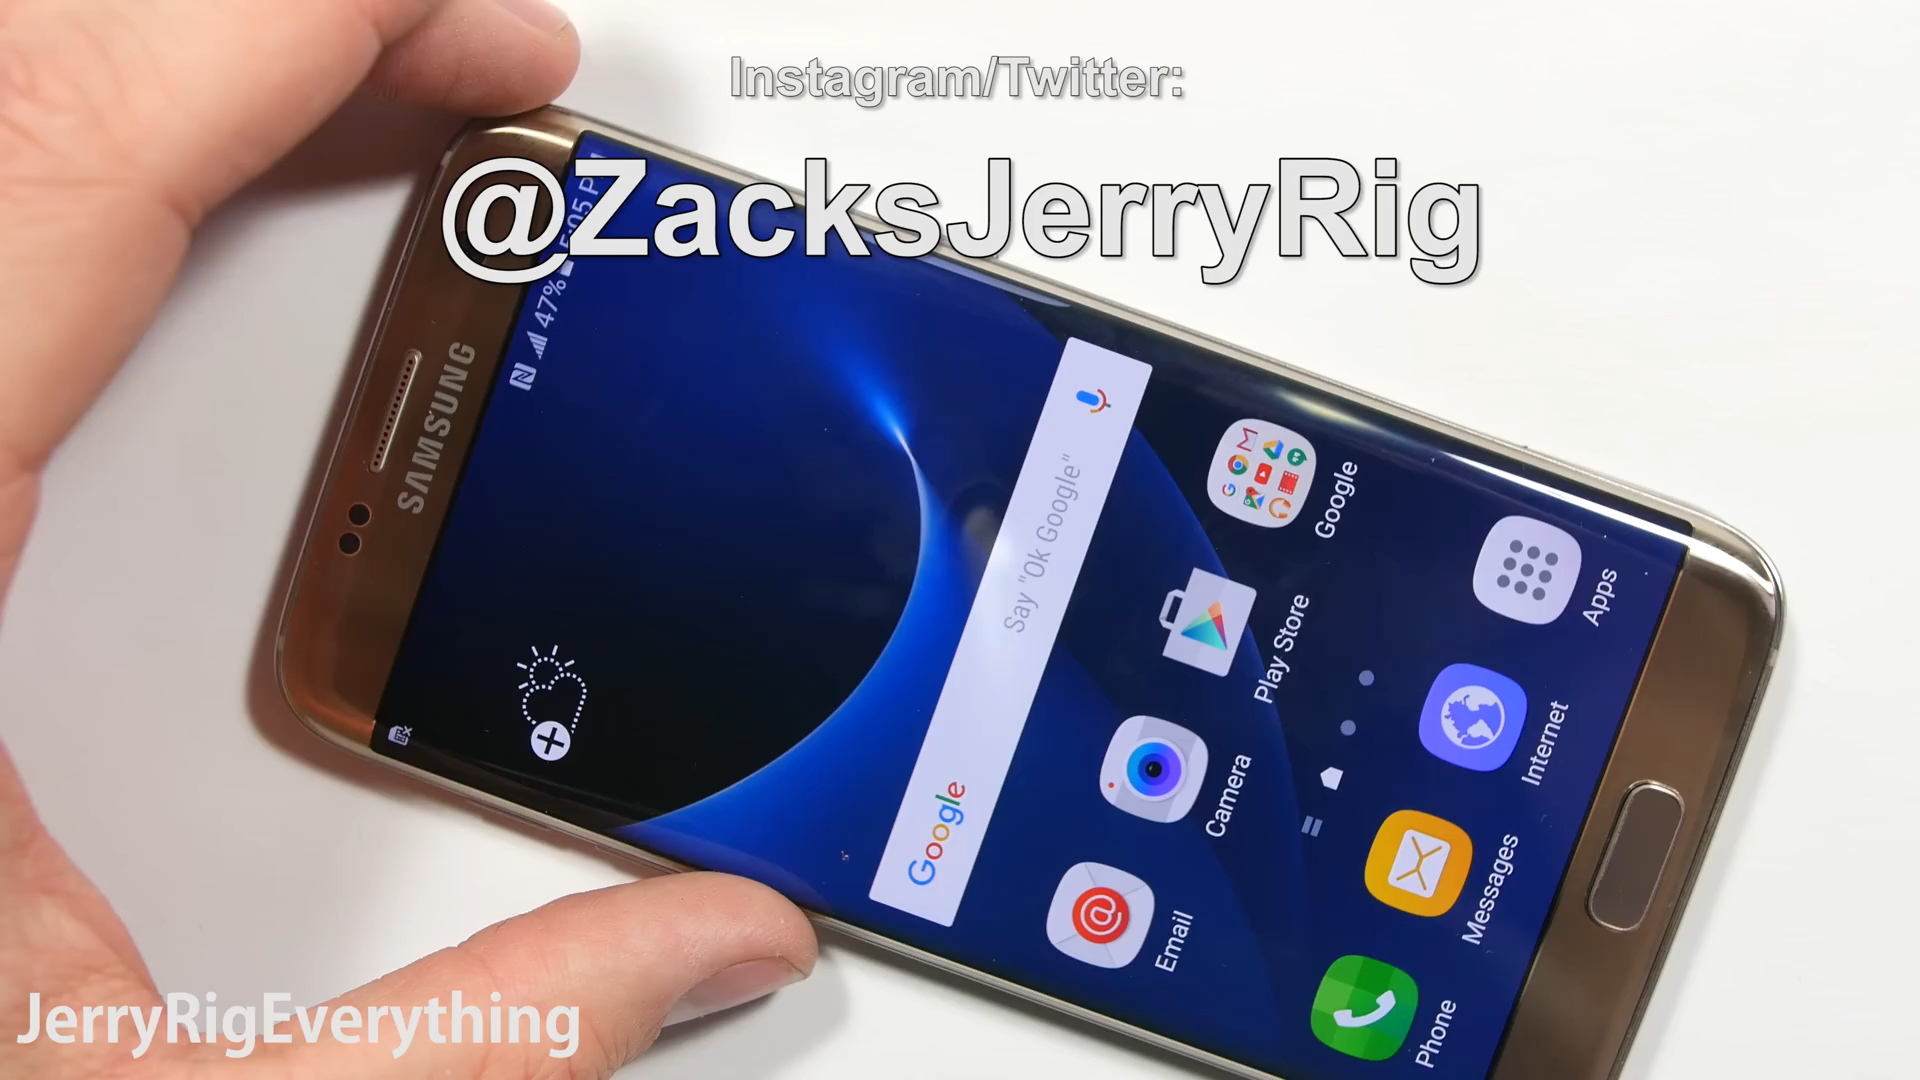 Instagram/Twitter:
@ZacksJerryRig
47%
SAMSUNG
Say "Ok Google"
Google
Google
Play Store
Camera
Email
Apps
Internet
Messages
Phone
JerryRigEverything